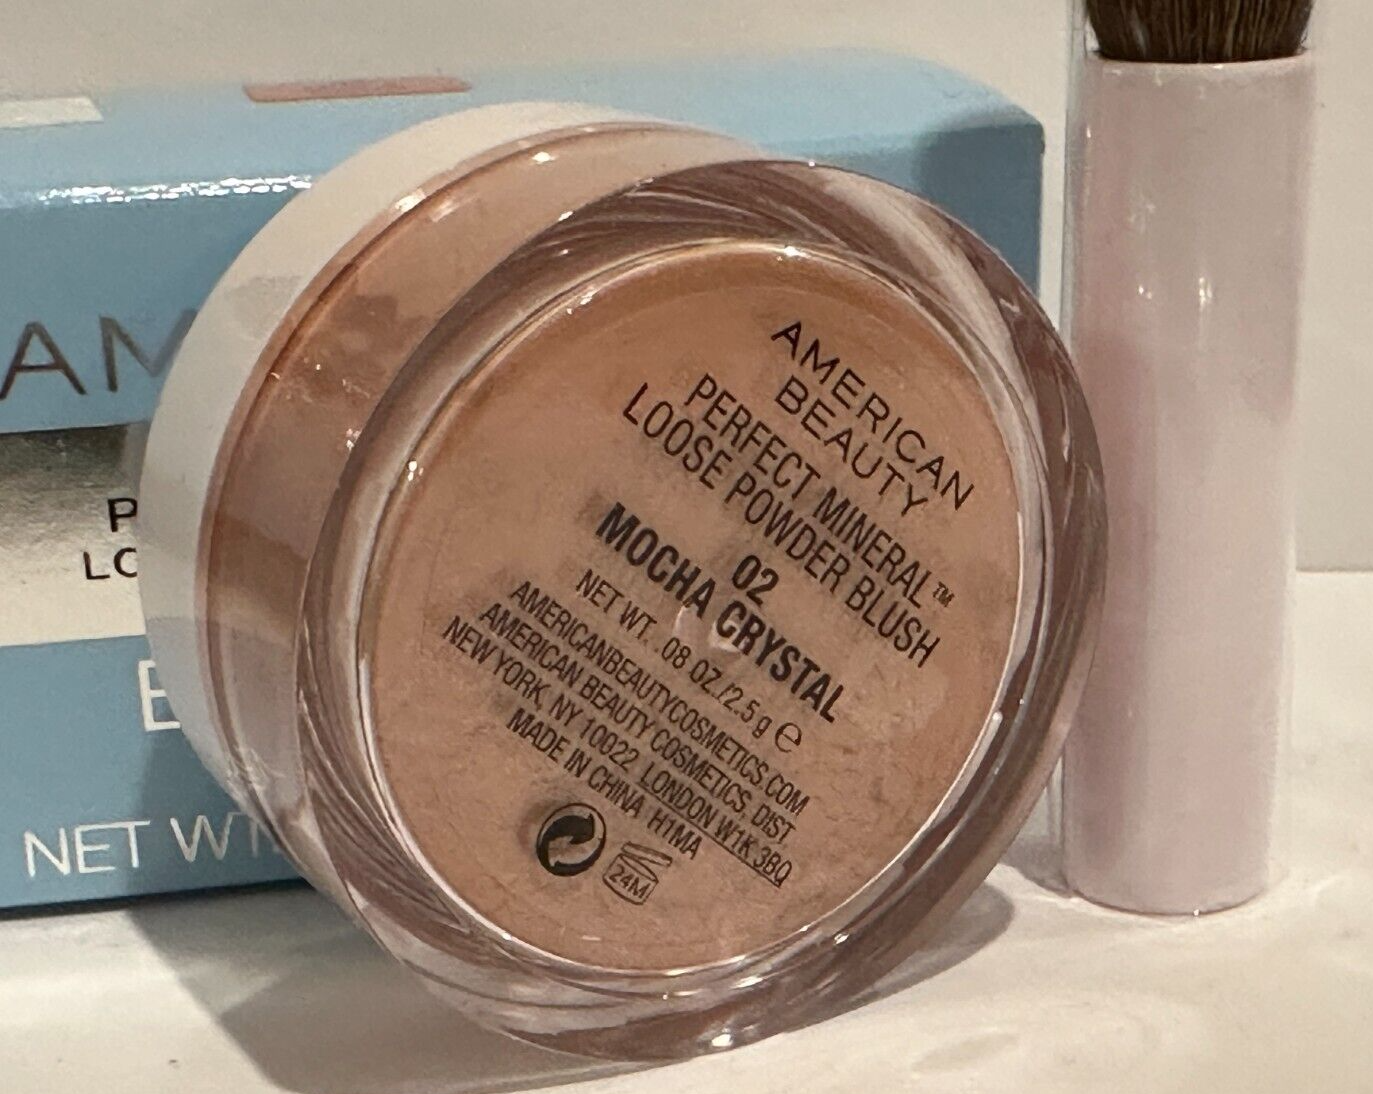 AMERICAN
BEAUTY
PERFECT MINERAL™
LOOSE POWDER BLUSH
02
MOCHA CRYSTAL
NET WT. .08 OZ./2.5 g ℮
AMERICANBEAUTYCOSMETICS.COM
AMERICAN BEAUTY COSMETICS, DIST.
NEW YORK, NY 10022 LONDON W1K 3BQ
MADE IN CHINA H1MA
24M
AM
P
LO
B
NET WT